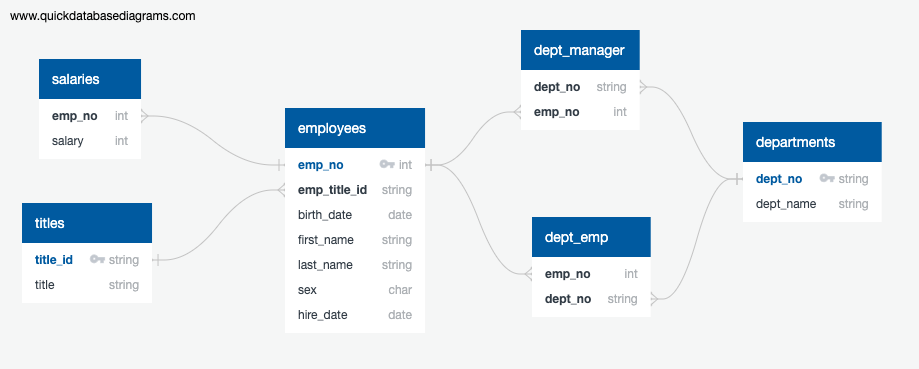 www.quickdatabasediagrams.com
salaries
emp_no int
salary int
titles
title_id string
title string
employees
emp_no int
emp_title_id string
birth_date date
first_name string
last_name string
sex char
hire_date date
dept_manager
dept_no string
emp_no int
dept_emp
emp_no int
dept_no string
departments
dept_no string
dept_name string